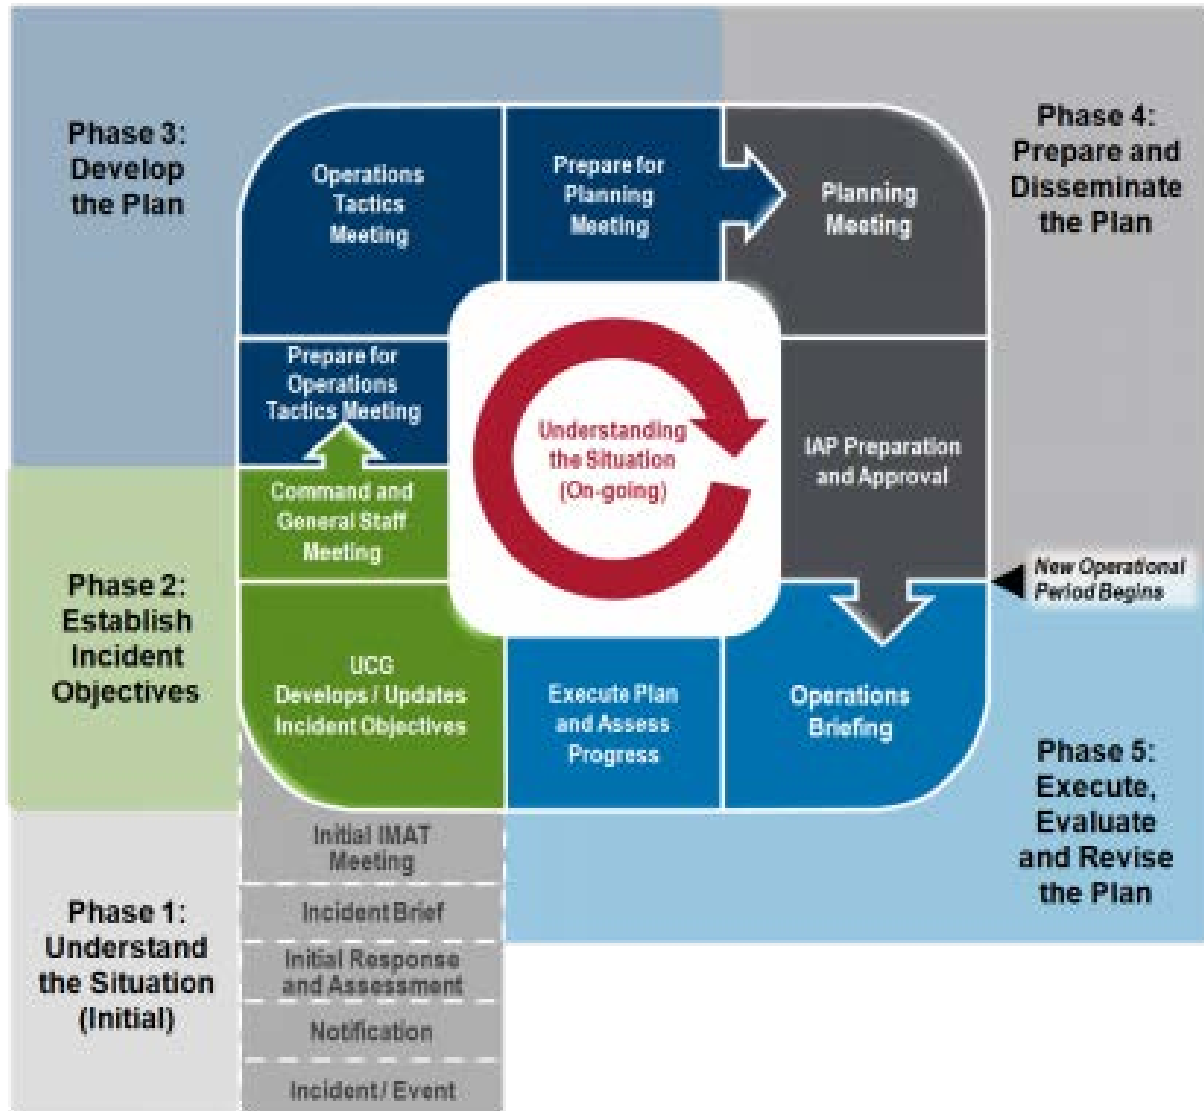 Phase 3:
Develop
the Plan
Operations
Tactics
Meeting
Prepare for
Planning
Meeting
Planning
Meeting
Phase 4:
Prepare and
Disseminate
the Plan
Prepare for
Operations
Tactics Meeting
Understanding
the Situation
(On-going)
IAP Preparation
and Approval
Command and
General Staff
Meeting
New Operational
Period Begins
Phase 2:
Establish
Incident
Objectives
UCG
Develops / Updates
Incident Objectives
Execute Plan
and Assess
Progress
Operations
Briefing
Phase 5:
Execute,
Evaluate
and Revise
the Plan
Phase 1:
Understand
the Situation
(Initial)
Initial IMAT
Meeting
Incident Brief
Initial Response
and Assessment
Notification
Incident / Event